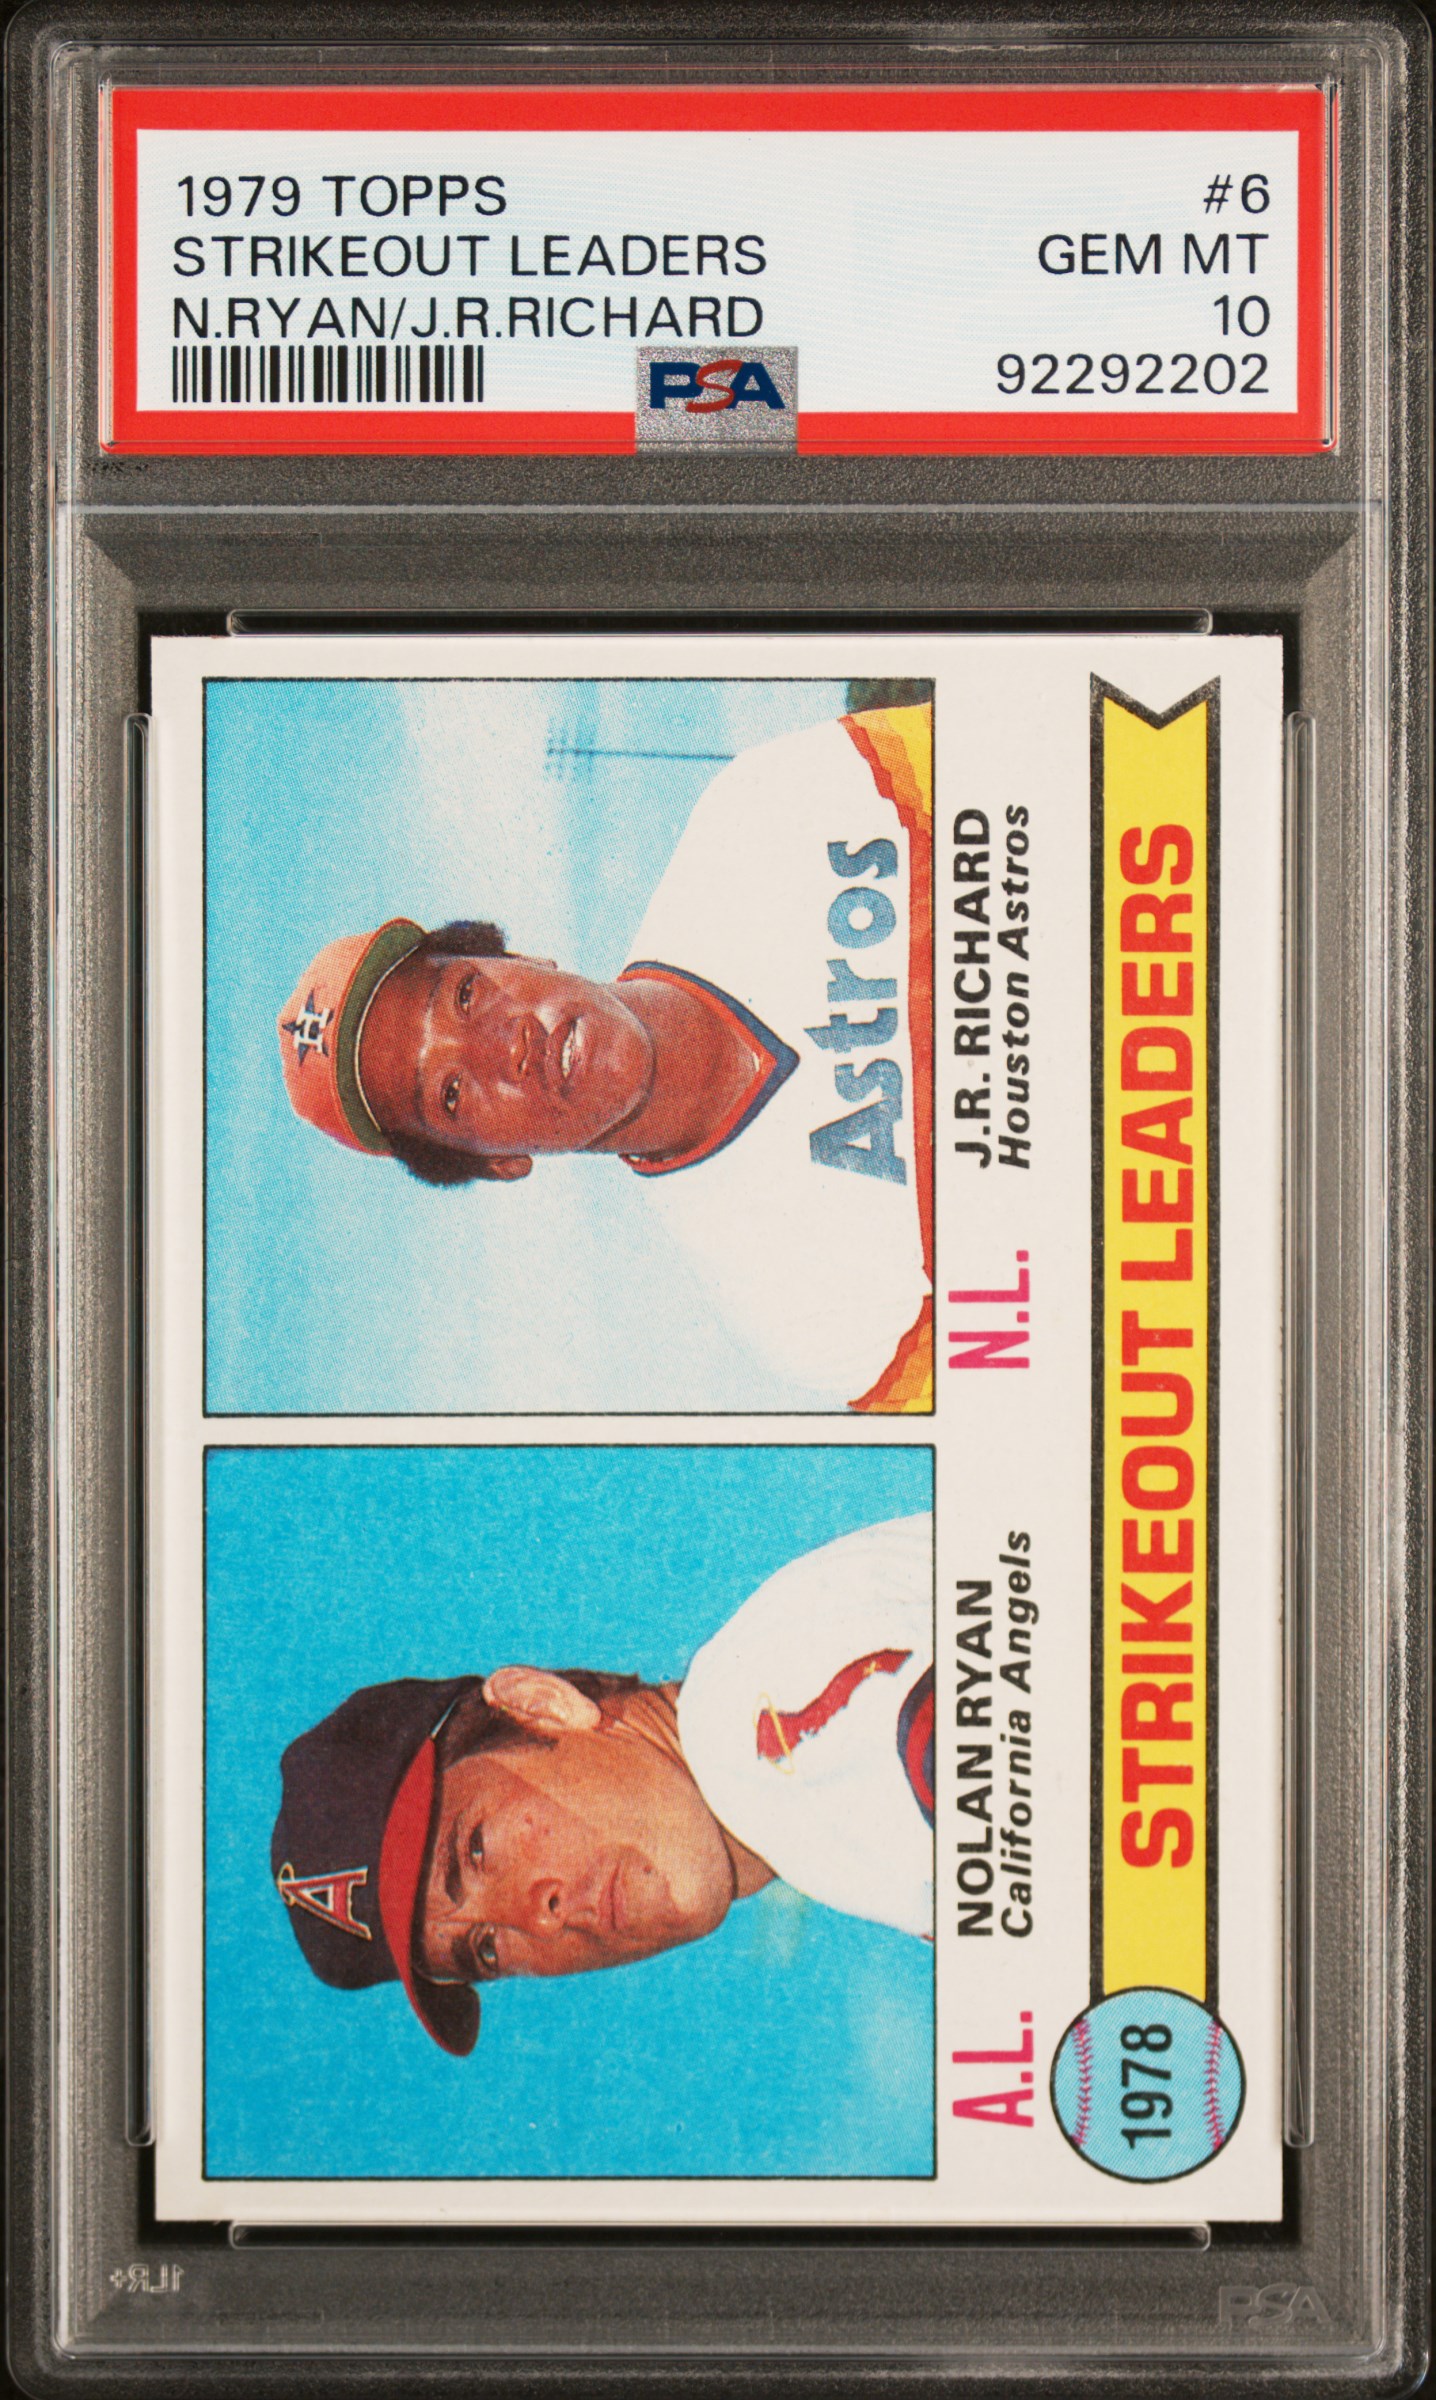 1979 TOPPS #6
STRIKEOUT LEADERS GEM MT
N.RYAN/J.R.RICHARD 10
PSA 92292202
H
Astros
A
A.L. NOLAN RYAN N.L. J.R. RICHARD
California Angels Houston Astros
1978 STRIKEOUT LEADERS
1LR+
PSA